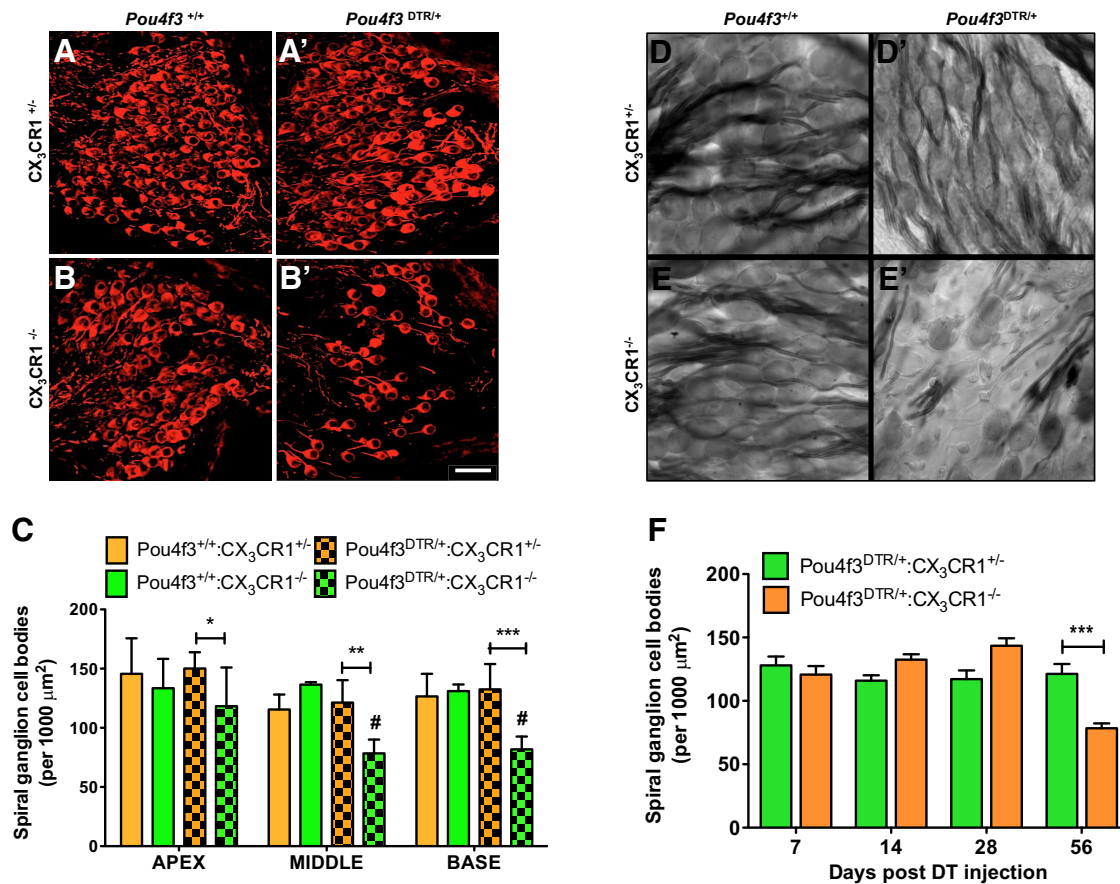 Pou4f3 +/+
Pou4f3 DTR/+
Pou4f3+/+
Pou4f3DTR/+
A
A'
D
D'
CX3CR1 +/-
CX3CR1+/-
B
B'
E
E'
CX3CR1 -/-
CX3CR1-/-
C
Pou4f3+/+:CX3CR1+/-
Pou4f3DTR/+:CX3CR1+/-
Pou4f3+/+:CX3CR1-/-
Pou4f3DTR/+:CX3CR1-/-
Spiral ganglion cell bodies
(per 1000 μm2)
200
150
100
50
0
*
**
***
#
#
APEX MIDDLE BASE
F
Pou4f3DTR/+:CX3CR1+/-
Pou4f3DTR/+:CX3CR1-/-
Spiral ganglion cell bodies
(per 1000 μm2)
200
150
100
50
0
***
7 14 28 56
Days post DT injection